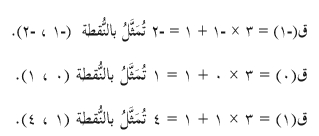 ق(-١) = ٣ × -١ + ١ = -٢ تُمَثَّلُ بالنُّقطة (-١ ، -٢).
ق(٠) = ٣ × ٠ + ١ = ١ تُمَثَّلُ بالنُّقطة (٠ ، ١).
ق(١) = ٣ × ١ + ١ = ٤ تُمَثَّلُ بالنُّقطة (١ ، ٤).